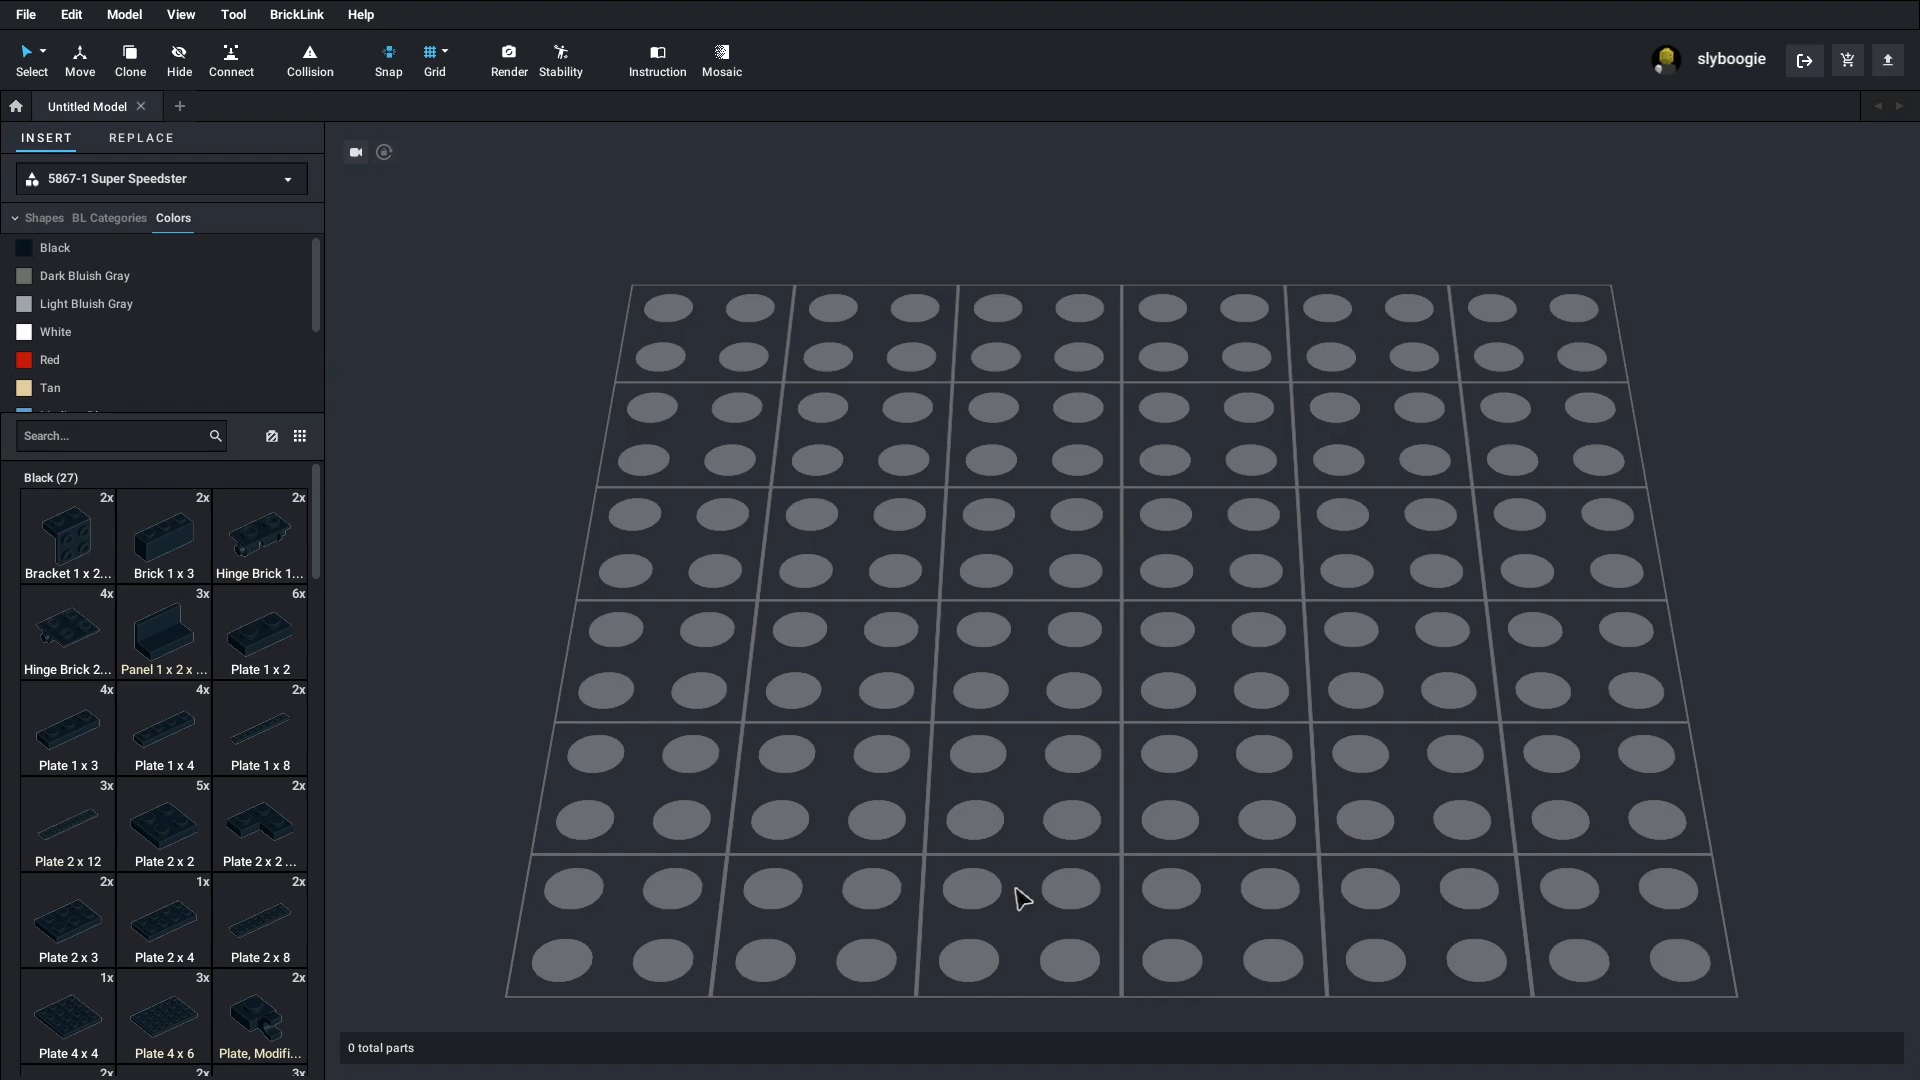 File Edit Model View Tool BrickLink Help
Select Move Clone Hide Connect Collision Snap Grid Render Stability Instruction Mosaic
slyboogie
Untitled Model
INSERT REPLACE
5867-1 Super Speedster
Shapes BL Categories Colors
Black
Dark Bluish Gray
Light Bluish Gray
White
Red
Tan
Search...
Black (27)
2x 2x 2x
Bracket 1 x 2... Brick 1 x 3 Hinge Brick 1...
4x 3x 6x
Hinge Brick 2... Panel 1 x 2 x ... Plate 1 x 2
4x 4x 2x
Plate 1 x 3 Plate 1 x 4 Plate 1 x 8
3x 5x 2x
Plate 2 x 12 Plate 2 x 2 Plate 2 x 2 ...
2x 1x 2x
Plate 2 x 3 Plate 2 x 4 Plate 2 x 8
1x 3x 2x
Plate 4 x 4 Plate 4 x 6 Plate, Modifi...
2x 2x 3x
0 total parts